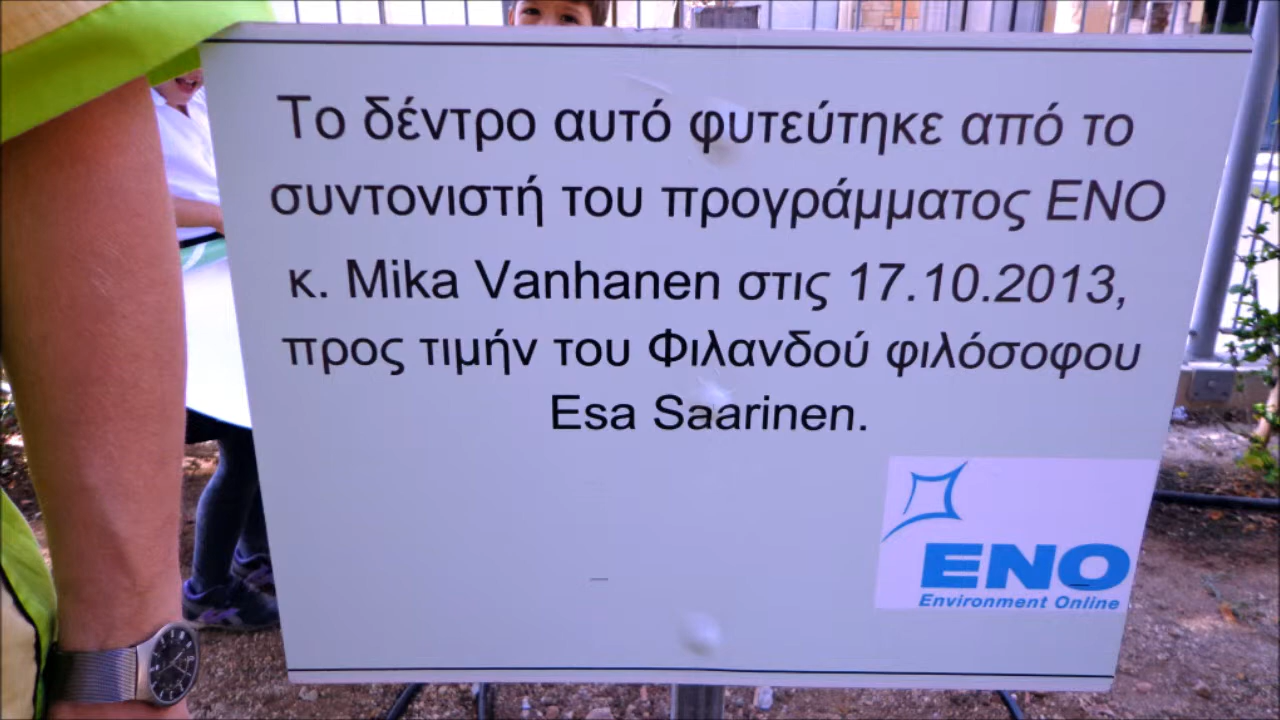 Το δέντρο αυτό φυτεύτηκε από το
συντονιστή του προγράμματος ΕΝΟ
κ. Mika Vanhanen στις 17.10.2013,
προς τιμήν του Φιλανδού φιλόσοφου
Esa Saarinen.
ENO
Environment Online